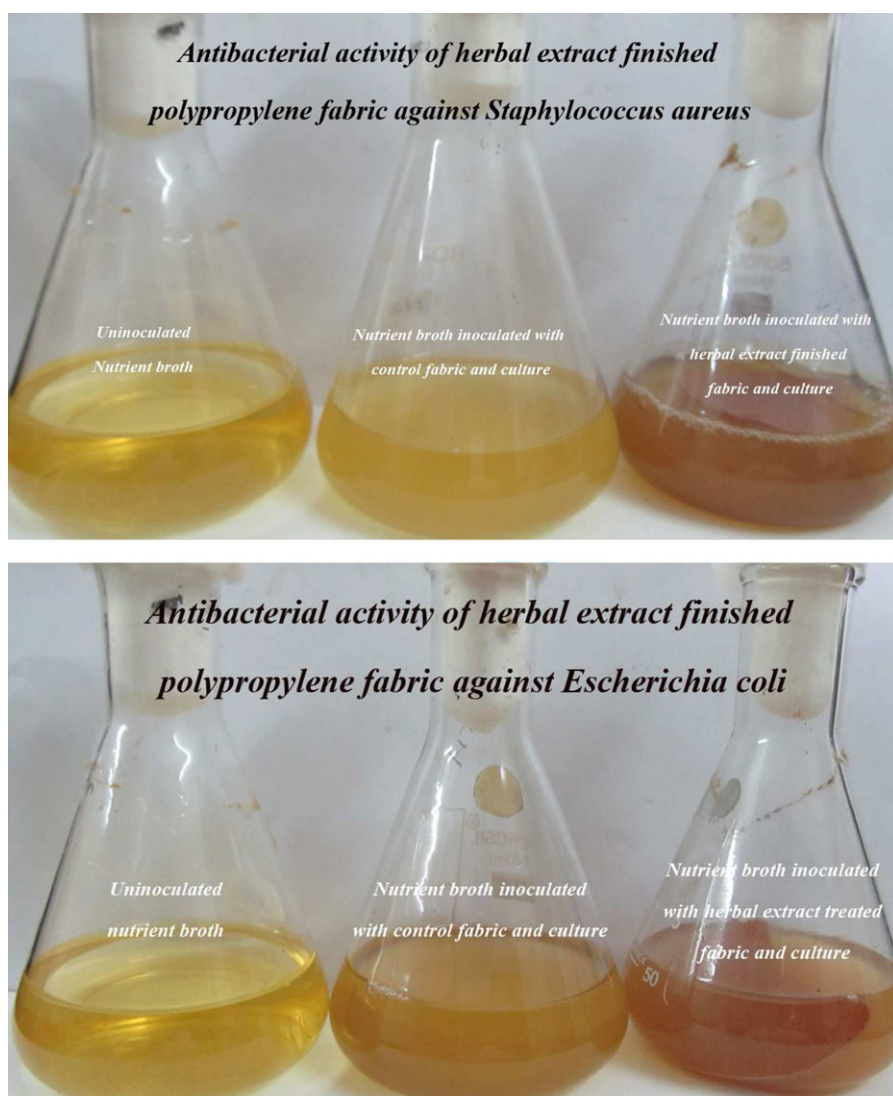 Antibacterial activity of herbal extract finished
polypropylene fabric against Staphylococcus aureus
Uninoculated
Nutrient broth
Nutrient broth inoculated with
control fabric and culture
Nutrient broth inoculated with
herbal extract finished
fabric and culture
Antibacterial activity of herbal extract finished
polypropylene fabric against Escherichia coli
Uninoculated
nutrient broth
Nutrient broth inoculated
with control fabric and culture
Nutrient broth inoculated
with herbal extract treated
fabric and culture
50